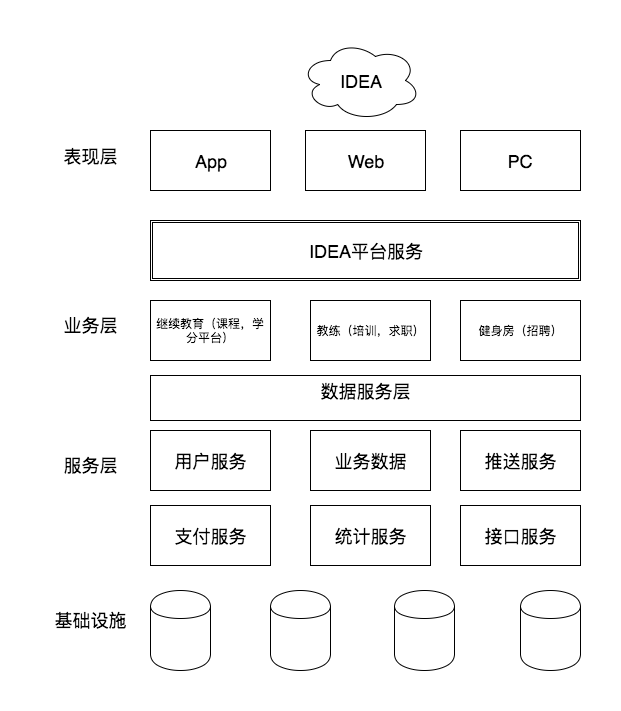 IDEA
表现层
App
Web
PC
IDEA平台服务
业务层
继续教育（课程，学
分平台）
教练（培训，求职）
健身房（招聘）
数据服务层
服务层
用户服务
业务数据
推送服务
支付服务
统计服务
接口服务
基础设施